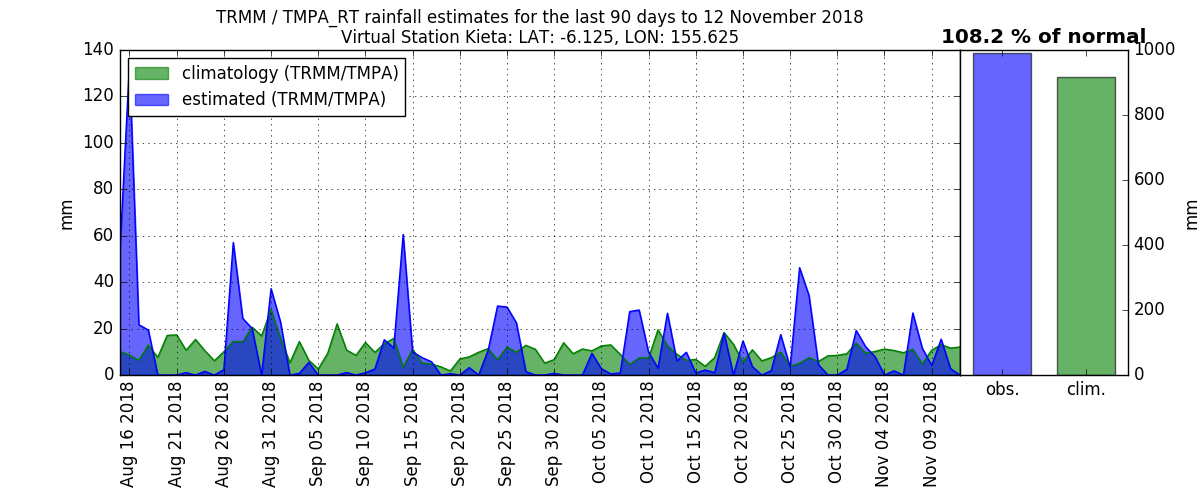 TRMM / TMPA_RT rainfall estimates for the last 90 days to 12 November 2018
Virtual Station Kieta: LAT: -6.125, LON: 155.625
108.2 % of normal
climatology (TRMM/TMPA)
estimated (TRMM/TMPA)
140
120
100
80
60
40
20
0
mm
Aug 16 2018
Aug 21 2018
Aug 26 2018
Aug 31 2018
Sep 05 2018
Sep 10 2018
Sep 15 2018
Sep 20 2018
Sep 25 2018
Sep 30 2018
Oct 05 2018
Oct 10 2018
Oct 15 2018
Oct 20 2018
Oct 25 2018
Oct 30 2018
Nov 04 2018
Nov 09 2018
1000
800
600
400
200
0
mm
obs.
clim.